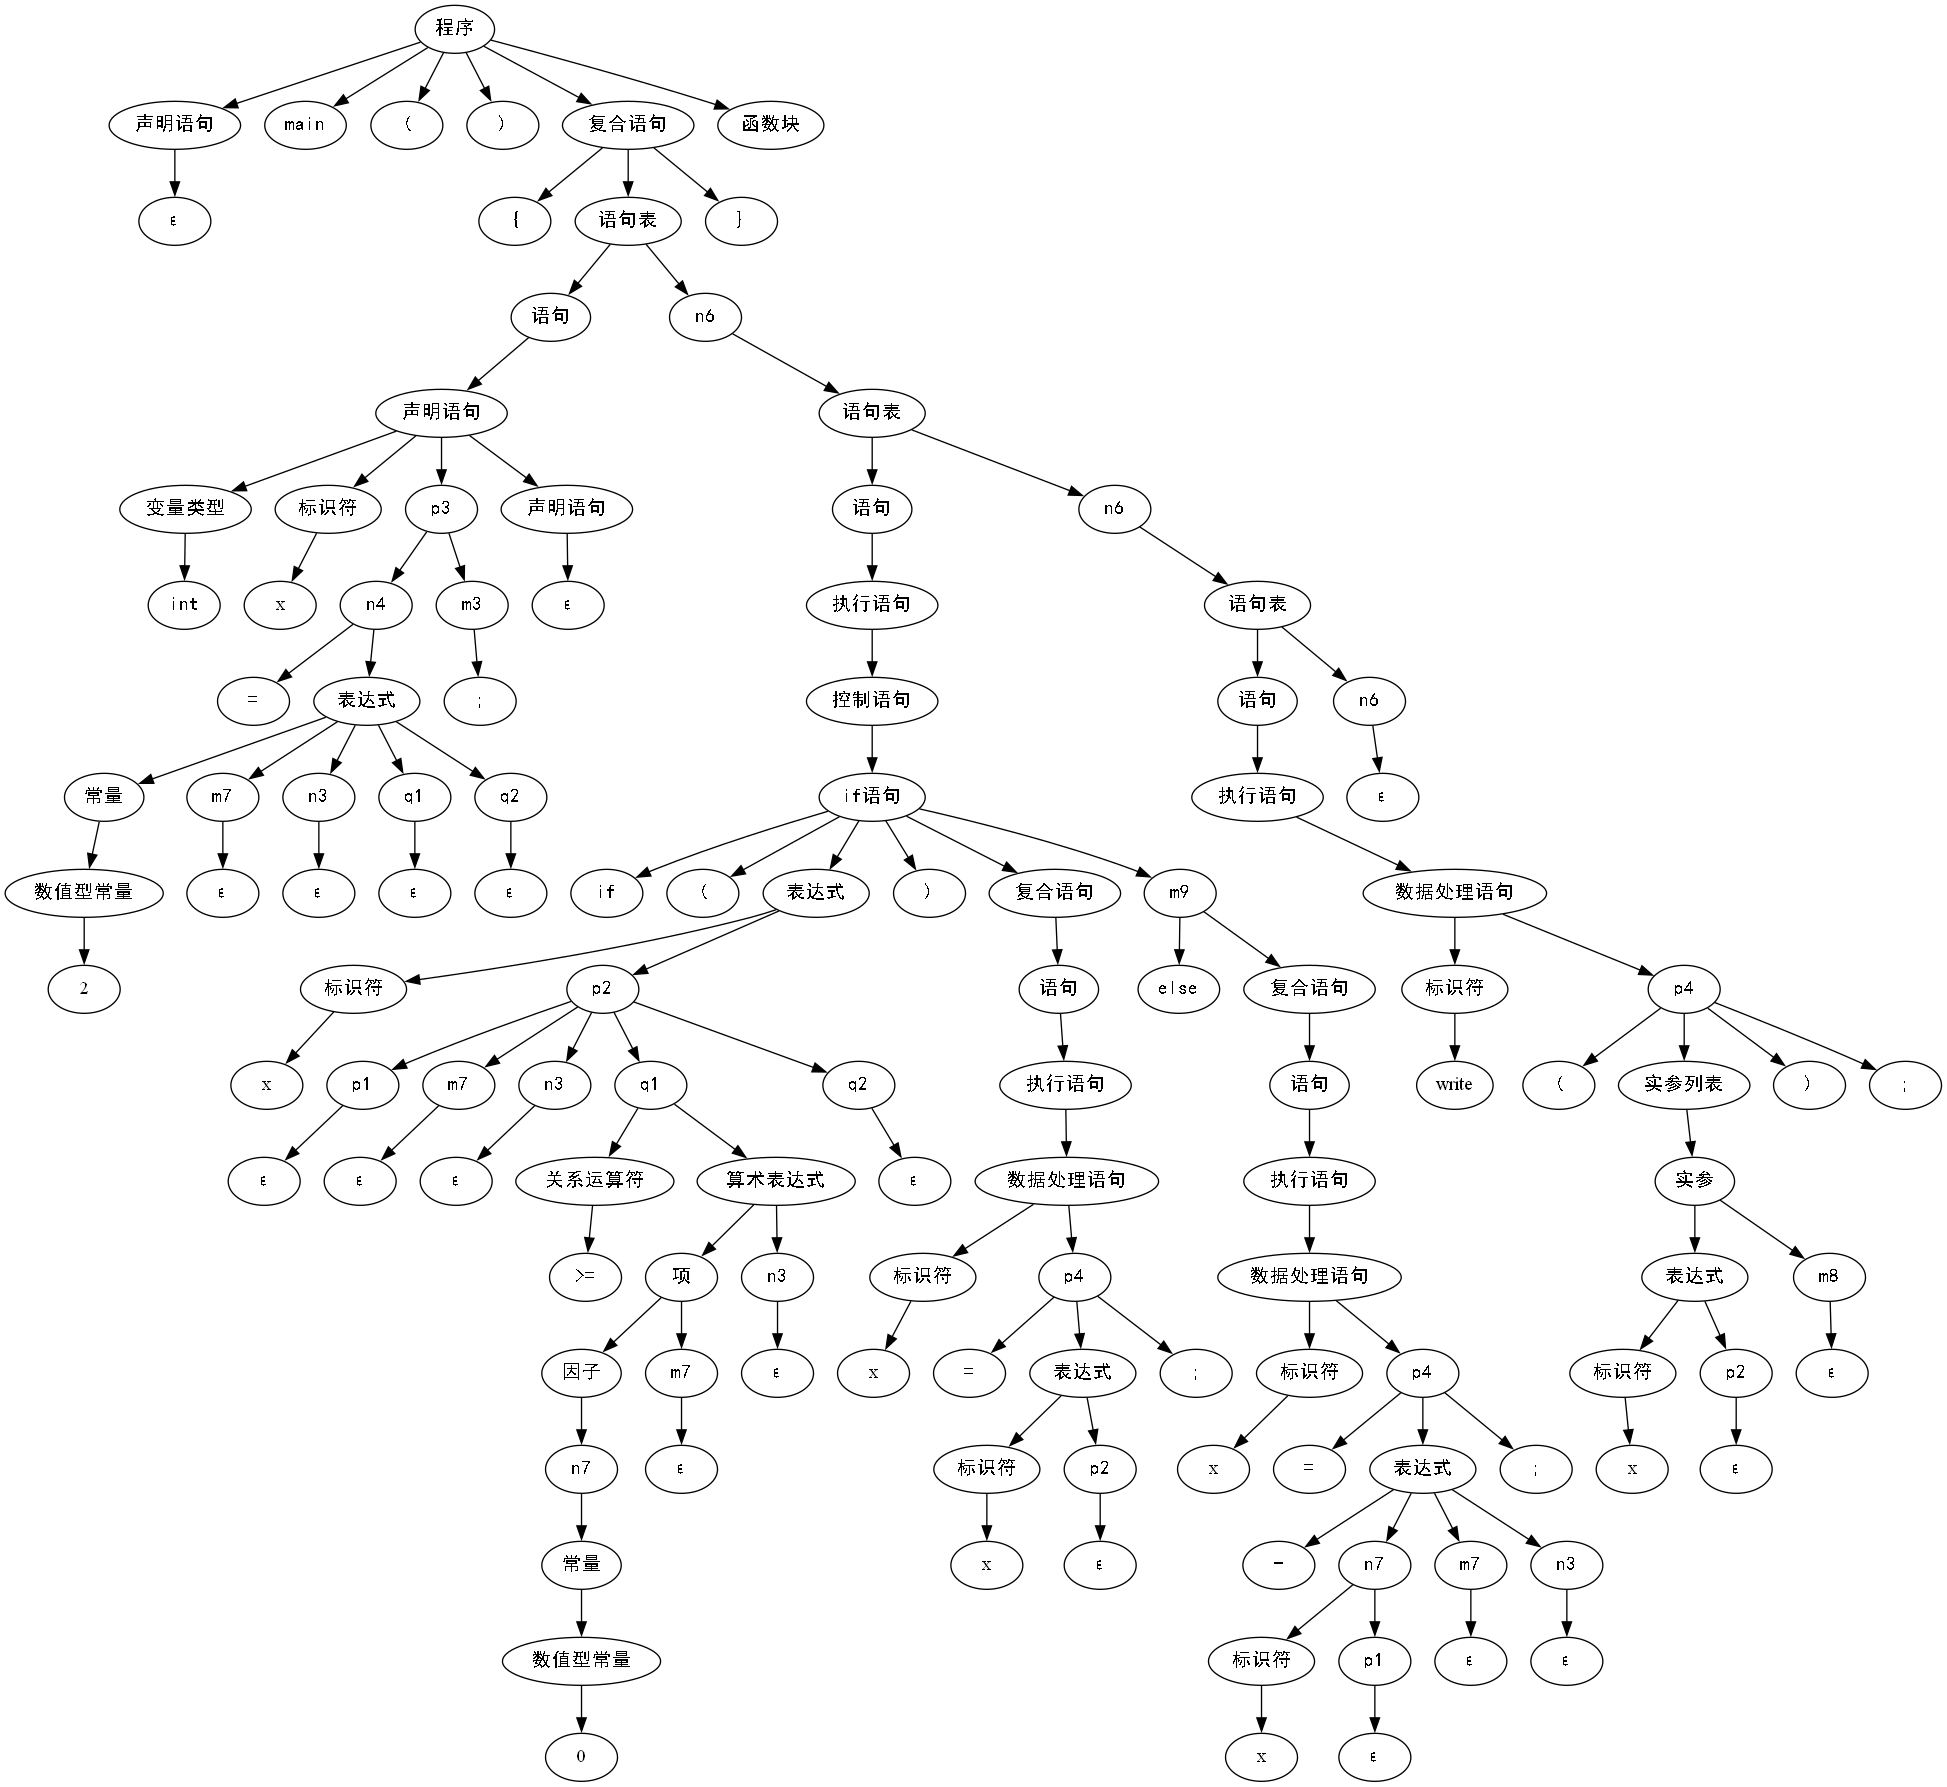 程序
声明语句
main
(
)
复合语句
函数块
ε
{
语句表
}
语句
n6
声明语句
语句表
变量类型
标识符
p3
声明语句
语句
n6
int
x
n4
m3
ε
执行语句
语句表
=
表达式
;
控制语句
语句
n6
常量
m7
n3
q1
q2
if语句
执行语句
ε
数值型常量
ε
ε
ε
ε
if
(
表达式
)
复合语句
m9
数据处理语句
2
标识符
p2
语句
else
复合语句
标识符
p4
x
p1
m7
n3
q1
q2
执行语句
语句
write
(
实参列表
)
;
ε
ε
ε
关系运算符
算术表达式
ε
数据处理语句
执行语句
实参
>=
项
n3
标识符
p4
数据处理语句
表达式
m8
因子
m7
ε
x
=
表达式
;
标识符
p4
标识符
p2
ε
n7
ε
标识符
p2
x
=
表达式
;
x
ε
常量
x
ε
-
n7
m7
n3
数值型常量
标识符
p1
ε
ε
0
x
ε